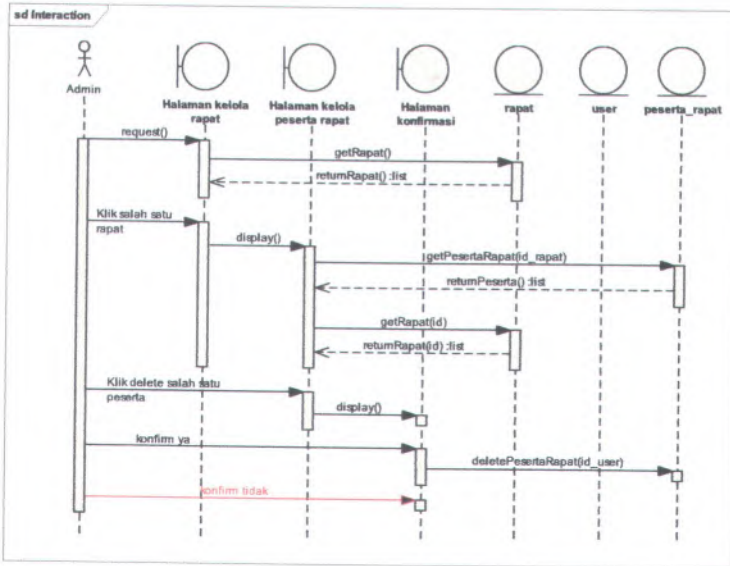 sd Interaction
Admin
Halaman kelola
rapat
Halaman kelola
peserta rapat
Halaman
konfirmasi
rapat
user
peserta_rapat
request()
getRapat()
returnRapat() :list
Klik salah satu
rapat
display()
getPesertaRapat(id_rapat)
returnPeserta() :list
getRapat(id)
returnRapat(id) :list
Klik delete salah satu
peserta
display()
konfirm ya
deletePesertaRapat(id_user)
konfirm tidak